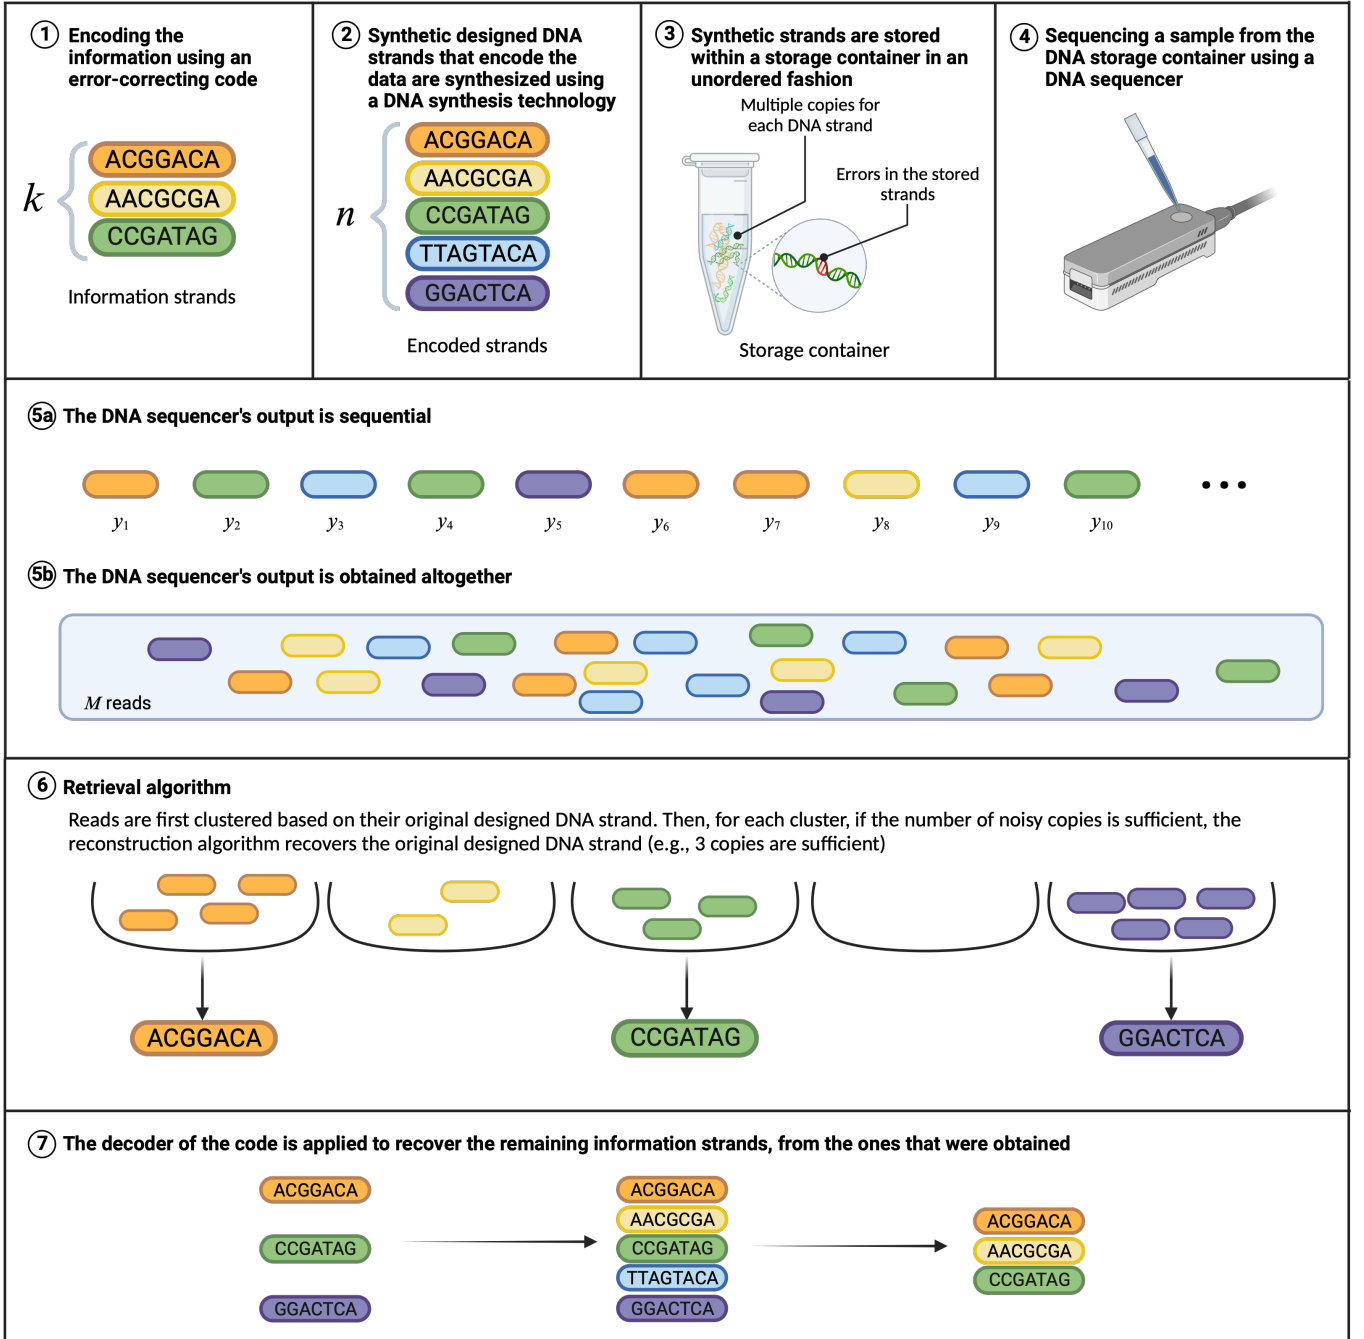 1 Encoding the
information using an
error-correcting code
k
ACGGACA
AACGCGA
CCGATAG
Information strands
2 Synthetic designed DNA
strands that encode the
data are synthesized using
a DNA synthesis technology
n
ACGGACA
AACGCGA
CCGATAG
TTAGTACA
GGACTCA
Encoded strands
3 Synthetic strands are stored
within a storage container in an
unordered fashion
Multiple copies for
each DNA strand
Errors in the stored
strands
Storage container
4 Sequencing a sample from the
DNA storage container using a
DNA sequencer
5a The DNA sequencer's output is sequential
...
y1 y2 y3 y4 y5 y6 y7 y8 y9 y10
5b The DNA sequencer's output is obtained altogether
M reads
6 Retrieval algorithm
Reads are first clustered based on their original designed DNA strand. Then, for each cluster, if the number of noisy copies is sufficient, the
reconstruction algorithm recovers the original designed DNA strand (e.g., 3 copies are sufficient)
ACGGACA CCGATAG GGACTCA
7 The decoder of the code is applied to recover the remaining information strands, from the ones that were obtained
ACGGACA
CCGATAG
GGACTCA
ACGGACA
AACGCGA
CCGATAG
TTAGTACA
GGACTCA
ACGGACA
AACGCGA
CCGATAG